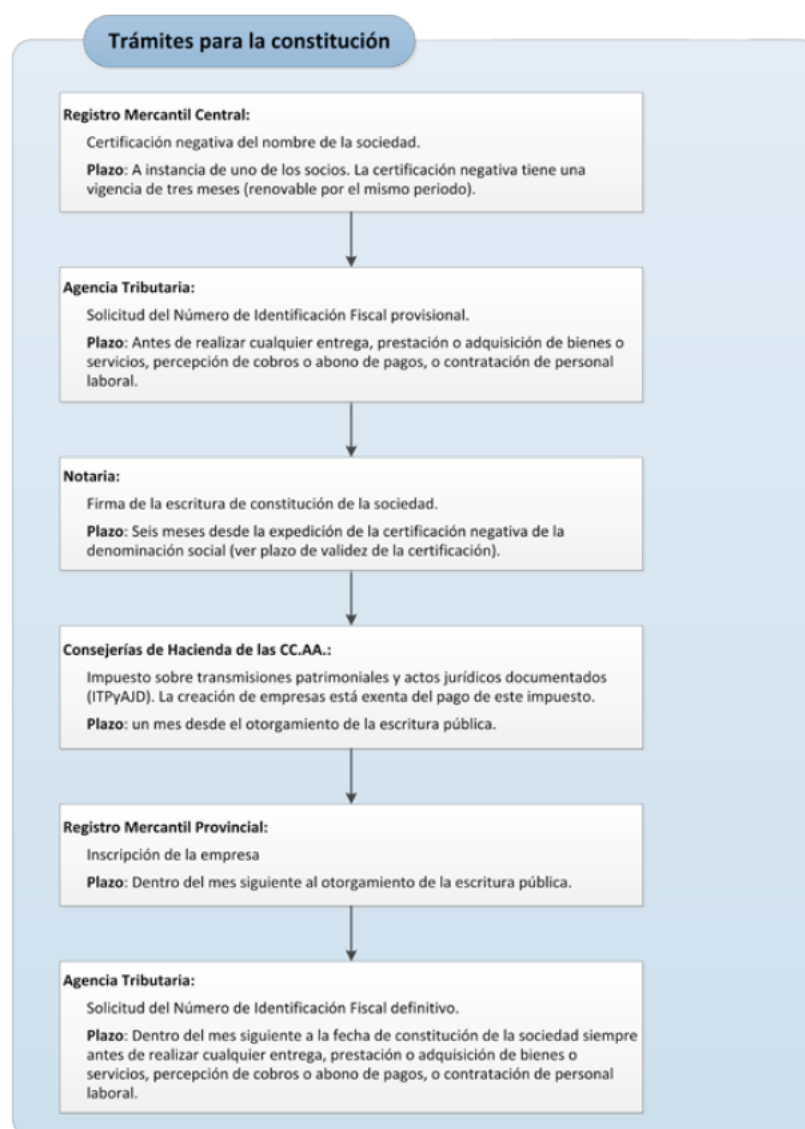 Trámites para la constitución
Registro Mercantil Central:
Certificación negativa del nombre de la sociedad.
Plazo: A instancia de uno de los socios. La certificación negativa tiene una
vigencia de tres meses (renovable por el mismo periodo).
Agencia Tributaria:
Solicitud del Número de Identificación Fiscal provisional.
Plazo: Antes de realizar cualquier entrega, prestación o adquisición de bienes o
servicios, percepción de cobros o abono de pagos, o contratación de personal
laboral.
Notaria:
Firma de la escritura de constitución de la sociedad.
Plazo: Seis meses desde la expedición de la certificación negativa de la
denominación social (ver plazo de validez de la certificación).
Consejerías de Hacienda de las CC.AA.:
Impuesto sobre transmisiones patrimoniales y actos jurídicos documentados
(ITPyAJD). La creación de empresas está exenta del pago de este impuesto.
Plazo: un mes desde el otorgamiento de la escritura pública.
Registro Mercantil Provincial:
Inscripción de la empresa
Plazo: Dentro del mes siguiente al otorgamiento de la escritura pública.
Agencia Tributaria:
Solicitud del Número de Identificación Fiscal definitivo.
Plazo: Dentro del mes siguiente a la fecha de constitución de la sociedad siempre
antes de realizar cualquier entrega, prestación o adquisición de bienes o
servicios, percepción de cobros o abono de pagos, o contratación de personal
laboral.